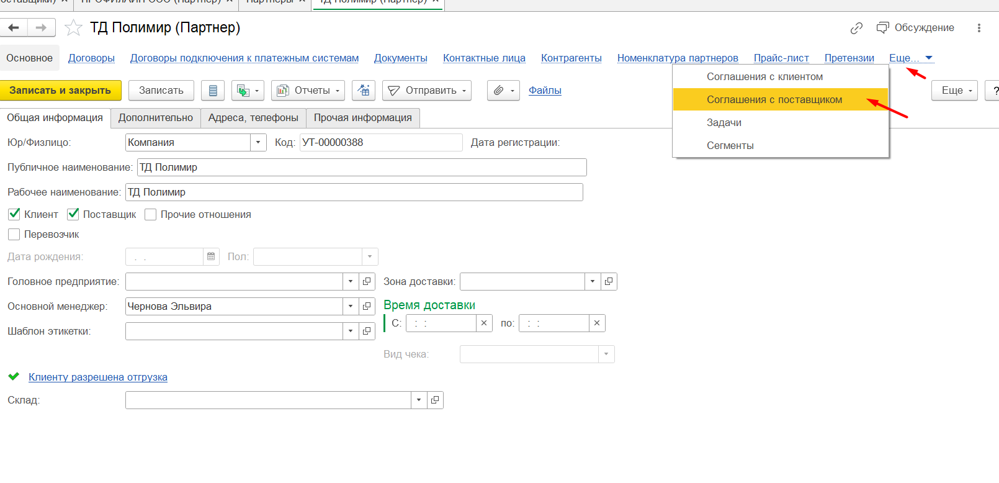 ПРОФИЛАЙН ООО (Партнер) × Партнеры × ТД Полимир (Партнер) ×
ТД Полимир (Партнер) Обсуждение
Основное Договоры Договоры подключения к платежным системам Документы Контактные лица Контрагенты Номенклатура партнеров Прайс-лист Претензии Еще...
Соглашения с клиентом
Соглашения с поставщиком
Задачи
Сегменты
Записать и закрыть Записать Отчеты Отправить Файлы Еще ?
Общая информация Дополнительно Адреса, телефоны Прочая информация
Юр/Физлицо: Компания Код: УТ-00000388 Дата регистрации:
Публичное наименование: ТД Полимир
Рабочее наименование: ТД Полимир
Клиент Поставщик Прочие отношения
Перевозчик
Дата рождения: . . Пол:
Головное предприятие: Зона доставки:
Основной менеджер: Чернова Эльвира Время доставки
С: : : × по: : : ×
Шаблон этикетки:
Вид чека:
Клиенту разрешена отгрузка
Склад: